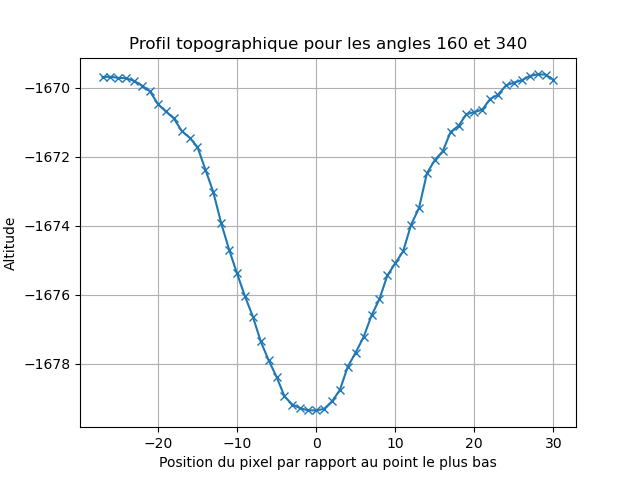 Profil topographique pour les angles 160 et 340
−1670
−1672
−1674
−1676
−1678
Altitude
−20 −10 0 10 20 30
Position du pixel par rapport au point le plus bas